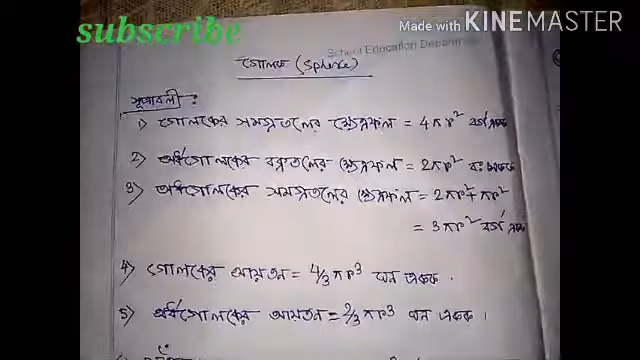 subscribe
Made with KINEMASTER
School Education Department
গোলক (Sphere)
সূত্রাবলী :
1) গোলকের সমগ্রতলের ক্ষেত্রফল = 4πr² বর্গ একক
2) অর্ধগোলকের বক্রতলের ক্ষেত্রফল = 2πr² বঃ একক
3) অর্ধগোলকের সমগ্রতলের ক্ষেত্রফল = 2πr²+πr²
= 3πr² বর্গ একক
4) গোলকের আয়তন = 4/3 πr³ ঘন একক .
5) অর্ধগোলকের আয়তন = 2/3 πr³ ঘন একক .